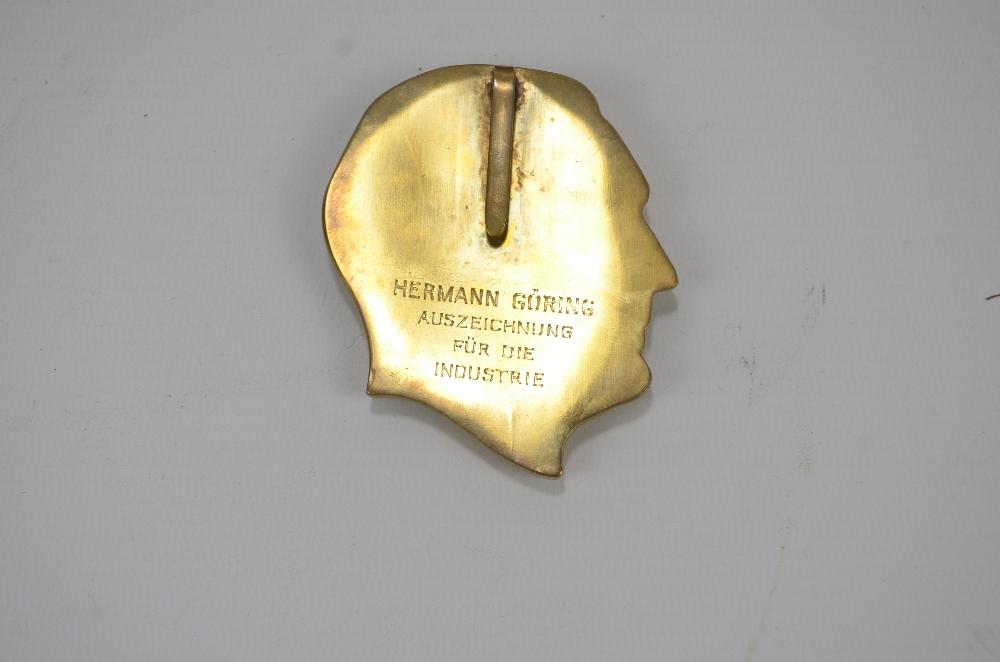 HERMANN GÖRING
AUSZEICHNUNG
FÜR DIE
INDUSTRIE